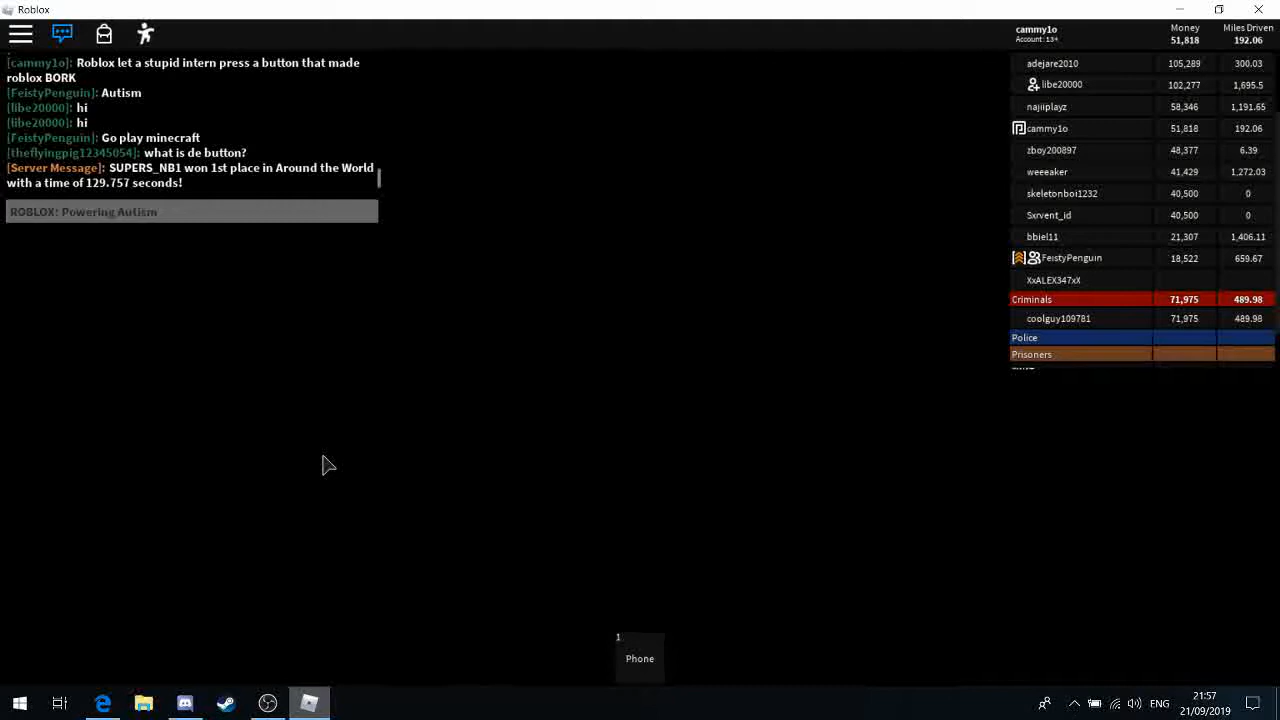 Roblox
cammy1o
Account: 13+
Money
51,818
Miles Driven
192.06
[cammy1o]: Roblox let a stupid intern press a button that made
roblox BORK
[FeistyPenguin]: Autism
[libe20000]: hi
[libe20000]: hi
[FeistyPenguin]: Go play minecraft
[theflyingpig12345054]: what is de button?
[Server Message]: SUPERS_NB1 won 1st place in Around the World
with a time of 129.757 seconds!
ROBLOX: Powering Autism
adejare2010 105,289 300.03
libe20000 102,277 1,695.5
najiiplayz 58,346 1,191.65
cammy1o 51,818 192.06
zboy200897 48,377 6.39
weeeaker 41,429 1,272.03
skeletonboi1232 40,500 0
Sxrvent_id 40,500 0
bbiel11 21,307 1,406.11
FeistyPenguin 18,522 659.67
XxALEX347xX
Criminals 71,975 489.98
coolguy109781 71,975 489.98
Police
Prisoners
1
Phone
ENG
21:57
21/09/2019